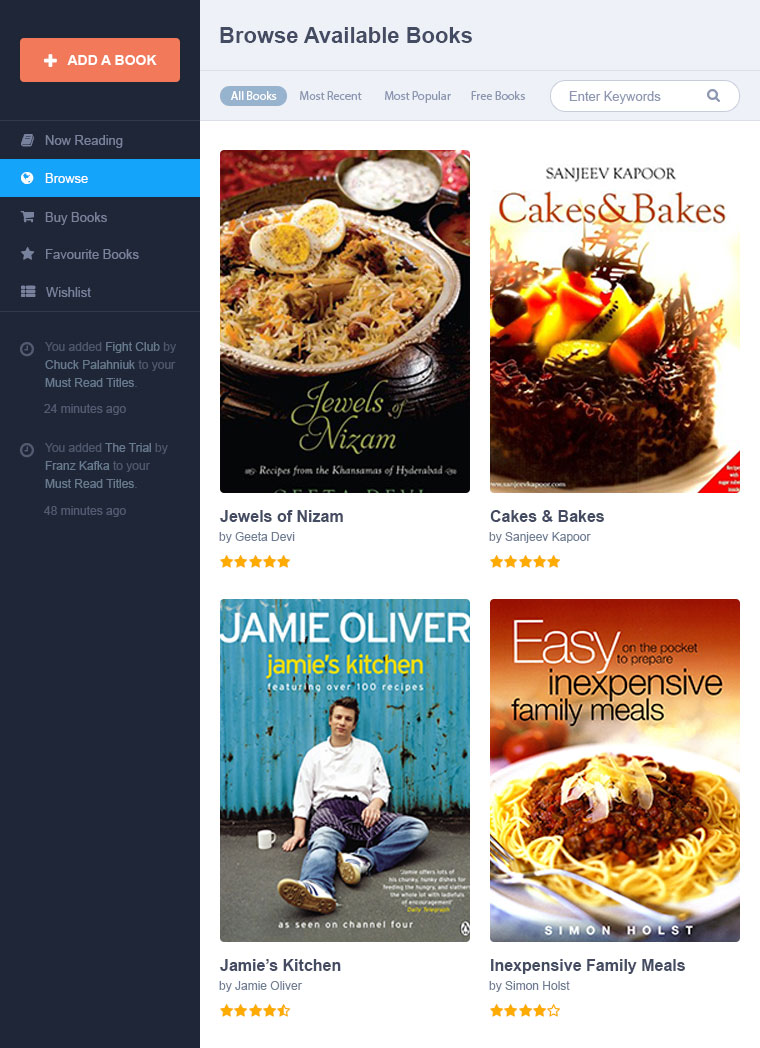 ADD A BOOK
Now Reading
Browse
Buy Books
Favourite Books
Wishlist
You added Fight Club by
Chuck Palahniuk to your
Must Read Titles.
24 minutes ago
You added The Trial by
Franz Kafka to your
Must Read Titles.
48 minutes ago
Browse Available Books
All Books
Most Recent
Most Popular
Free Books
Enter Keywords
Jewels of
Nizam
Recipes from the Khansamas of Hyderabad
GEETA DEVI
Jewels of Nizam
by Geeta Devi
SANJEEV KAPOOR
Cakes&Bakes
www.sanjeevkapoor.com
Cakes & Bakes
by Sanjeev Kapoor
JAMIE OLIVER
jamie's kitchen
featuring over 100 recipes
'Jamie offers lots of
his chunky, hunky dishes for
feeding the hungry, and slathers
the whole lot with ladlefuls
of encouragement'
Daily Telegraph
as seen on channel four
Jamie’s Kitchen
by Jamie Oliver
Easy on the pocket
to prepare
inexpensive
family meals
SIMON HOLST
Inexpensive Family Meals
by Simon Holst